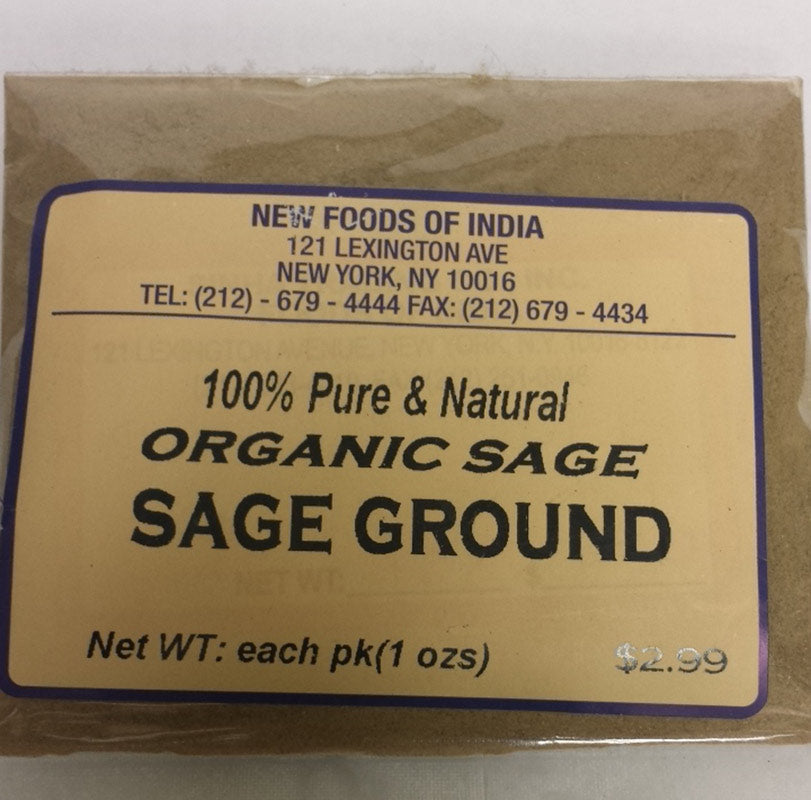 NEW FOODS OF INDIA
121 LEXINGTON AVE
NEW YORK, NY 10016
TEL: (212) - 679 - 4444 FAX: (212) 679 - 4434
100% Pure & Natural
ORGANIC SAGE
SAGE GROUND
Net WT: each pk(1 ozs)
$2.99